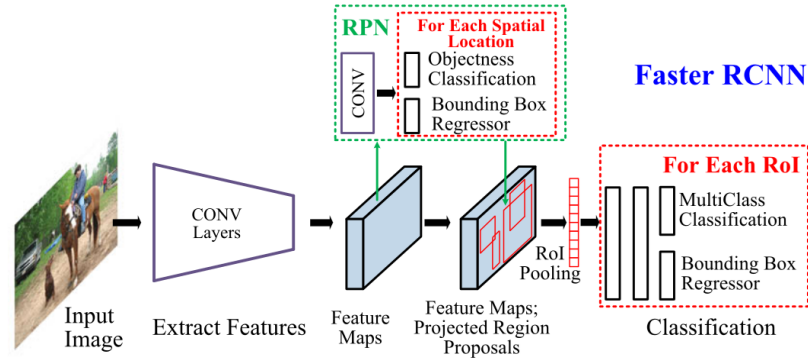 RPN
For Each Spatial
Location
CONV
Objectness
Classification
Bounding Box
Regressor
Faster RCNN
CONV
Layers
For Each RoI
MultiClass
Classification
Bounding Box
Regressor
RoI
Pooling
Input
Image
Extract Features
Feature
Maps
Feature Maps;
Projected Region
Proposals
Classification